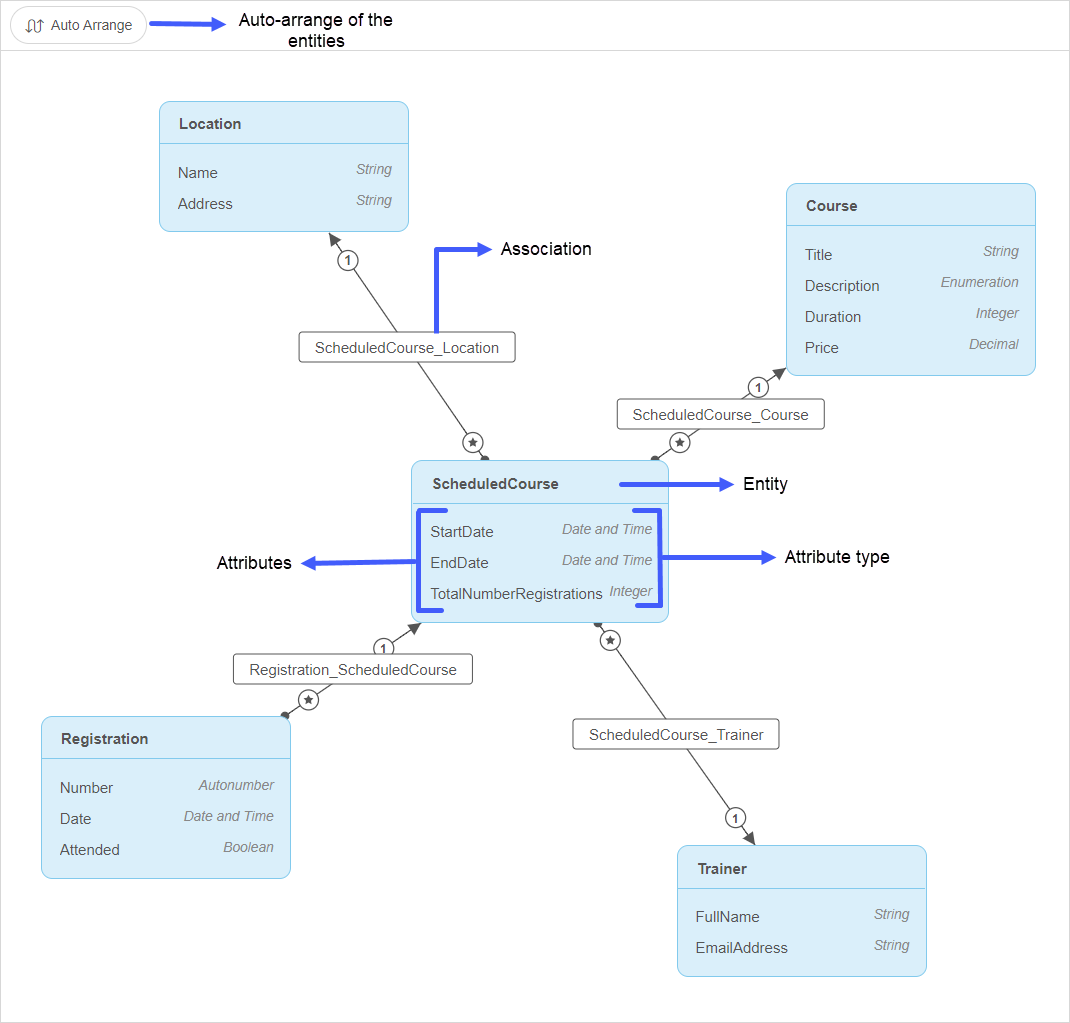 Auto Arrange
Auto-arrange of the
entities
Location
Name String
Address String
Course
Title String
Description Enumeration
Duration Integer
Price Decimal
1
Association
ScheduledCourse_Location
1
ScheduledCourse_Course
ScheduledCourse
Entity
StartDate Date and Time
EndDate Date and Time
TotalNumberRegistrations Integer
Attributes
Attribute type
1
Registration_ScheduledCourse
Registration
Number Autonumber
Date Date and Time
Attended Boolean
ScheduledCourse_Trainer
1
Trainer
FullName String
EmailAddress String